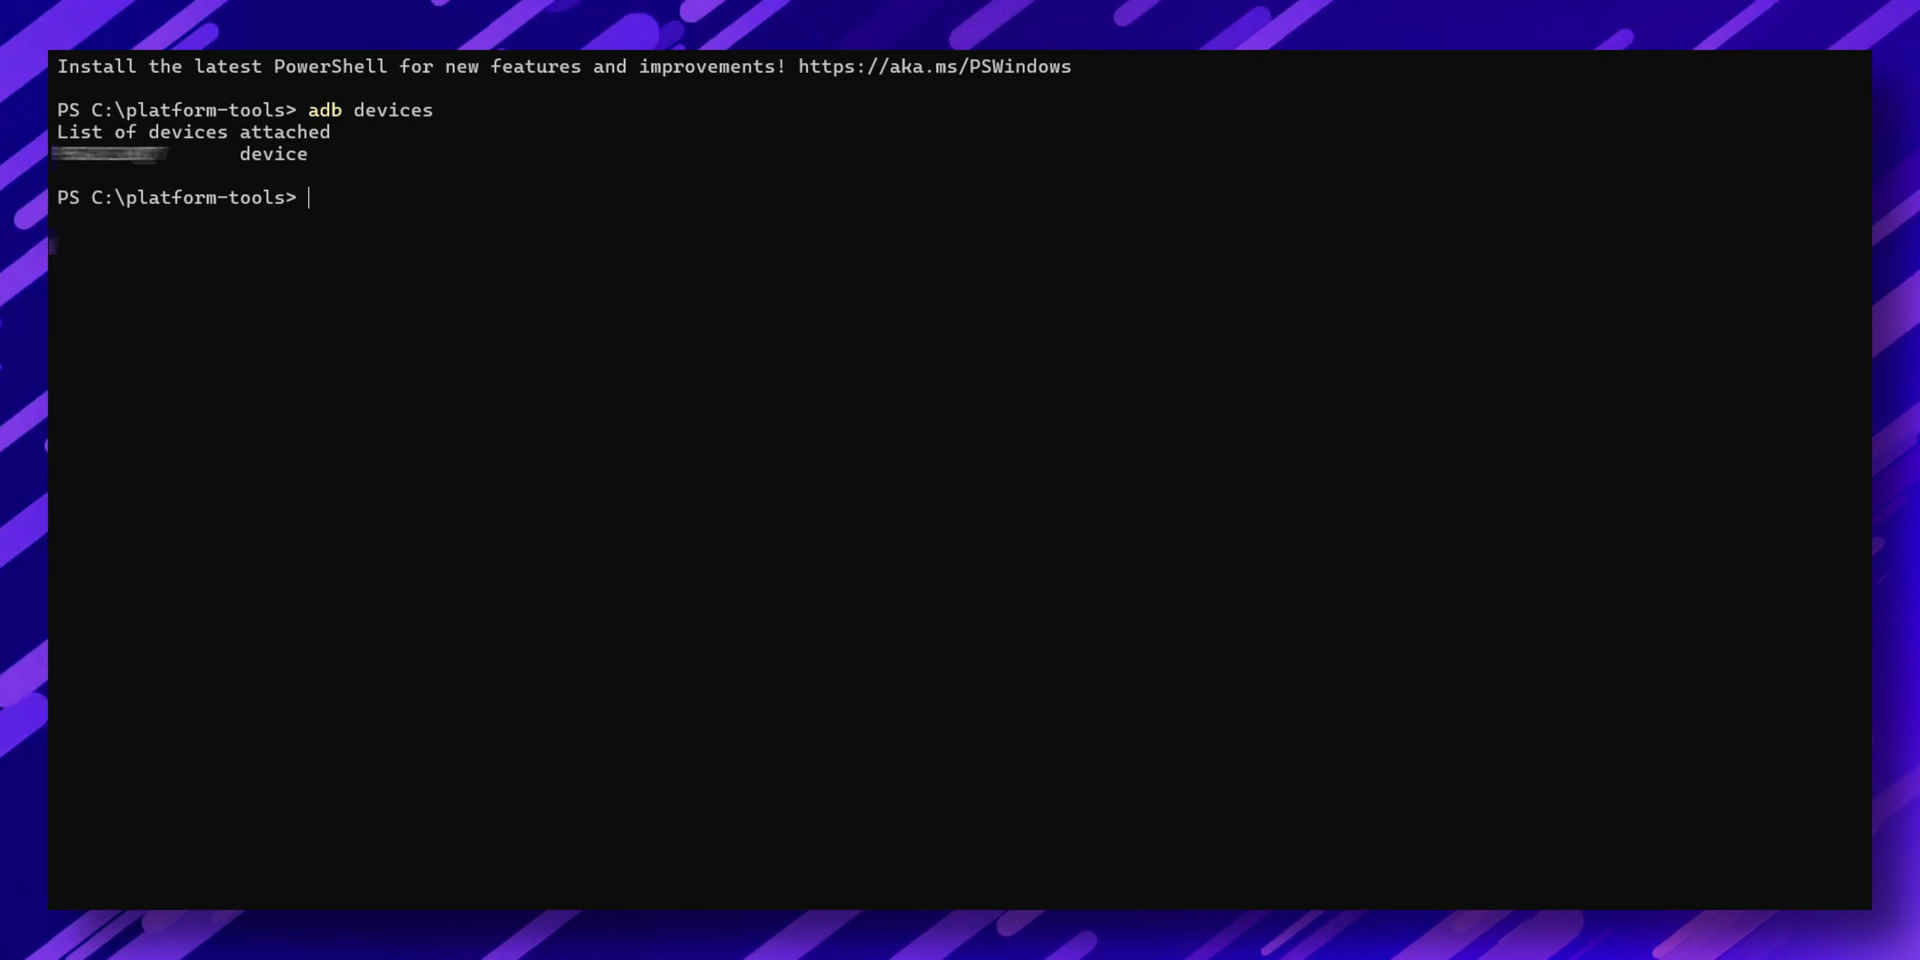 Install the latest PowerShell for new features and improvements! https://aka.ms/PSWindows
PS C:\platform-tools> adb devices
List of devices attached
device
PS C:\platform-tools>